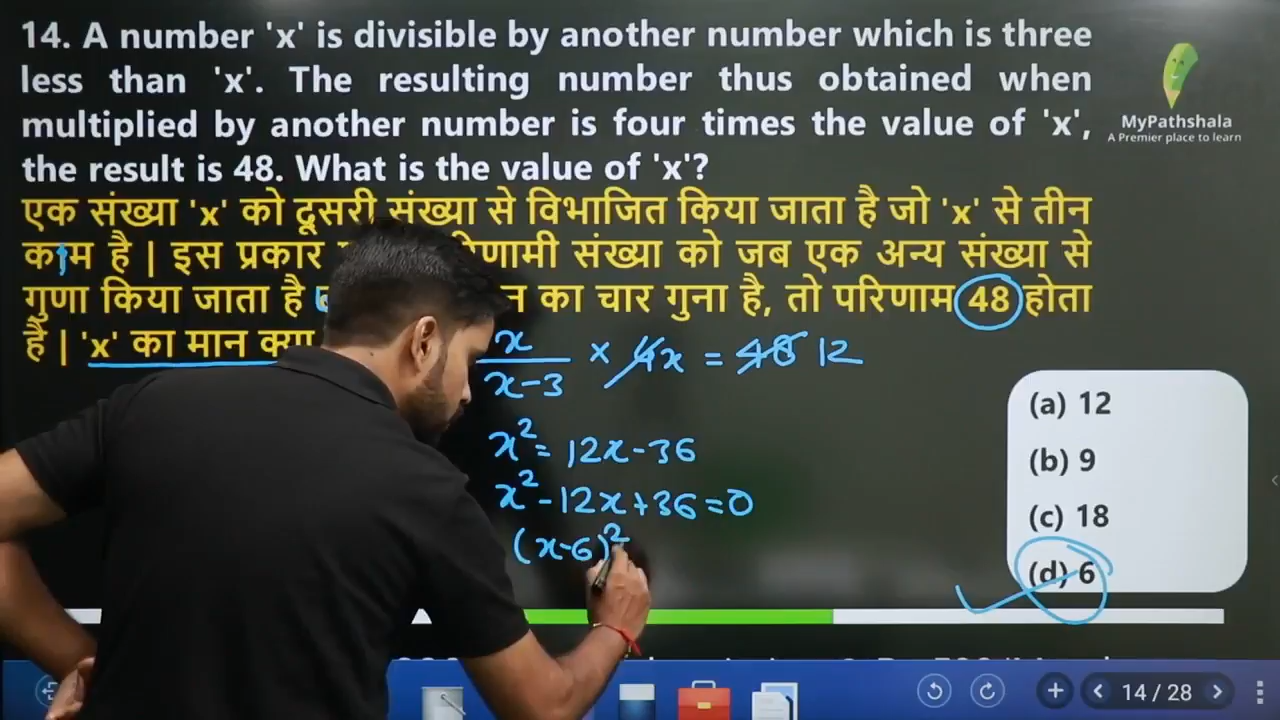 14. A number 'x' is divisible by another number which is three
less than 'x'. The resulting number thus obtained when
multiplied by another number is four times the value of 'x',
the result is 48. What is the value of 'x'?
MyPathshala
A Premier place to learn
एक संख्या 'x' को दूसरी संख्या से विभाजित किया जाता है जो 'x' से तीन
कम है | इस प्रकार णामी संख्या को जब एक अन्य संख्या से
गुणा किया जाता है न का चार गुना है, तो परिणाम 48 होता
है | 'x' का मान क्या
x/(x-3) × 4x = 48 12
x² = 12x-36
x²-12x+36=0
(x-6)²
(a) 12
(b) 9
(c) 18
(d) 6
14 / 28